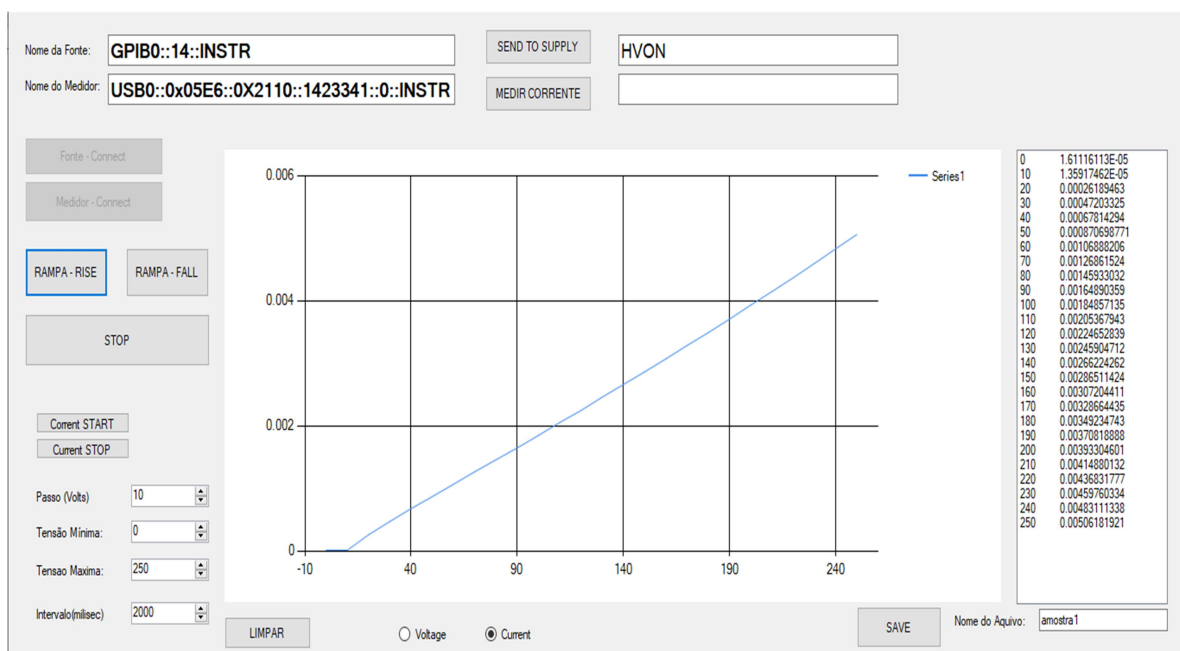 Nome da Fonte: GPIB0::14::INSTR SEND TO SUPPLY HVON
Nome do Medidor: USB0::0x05E6::0X2110::1423341::0::INSTR MEDIR CORRENTE
Fonte - Connect
Medidor - Connect
RAMPA - RISE RAMPA - FALL
STOP
Corrent START
Current STOP
Passo (Volts) 10
Tensão Mínima: 0
Tensao Maxima: 250
Intervalo(milisec) 2000
0.006
0.004
0.002
0
-10 40 90 140 190 240
Series1
0 1.61116113E-05
10 1.35917462E-05
20 0.00026189463
30 0.00047203325
40 0.00067814294
50 0.000870698771
60 0.00106888206
70 0.00126861524
80 0.00145933032
90 0.00164890359
100 0.00184857135
110 0.00205367943
120 0.00224652839
130 0.00245904712
140 0.00266224262
150 0.00286511424
160 0.00307204411
170 0.00328664435
180 0.00349234743
190 0.00370818888
200 0.00393304601
210 0.00414880132
220 0.00436831777
230 0.00459760334
240 0.00483111338
250 0.00506181921
LIMPAR Voltage Current SAVE Nome do Aquivo: amostra1